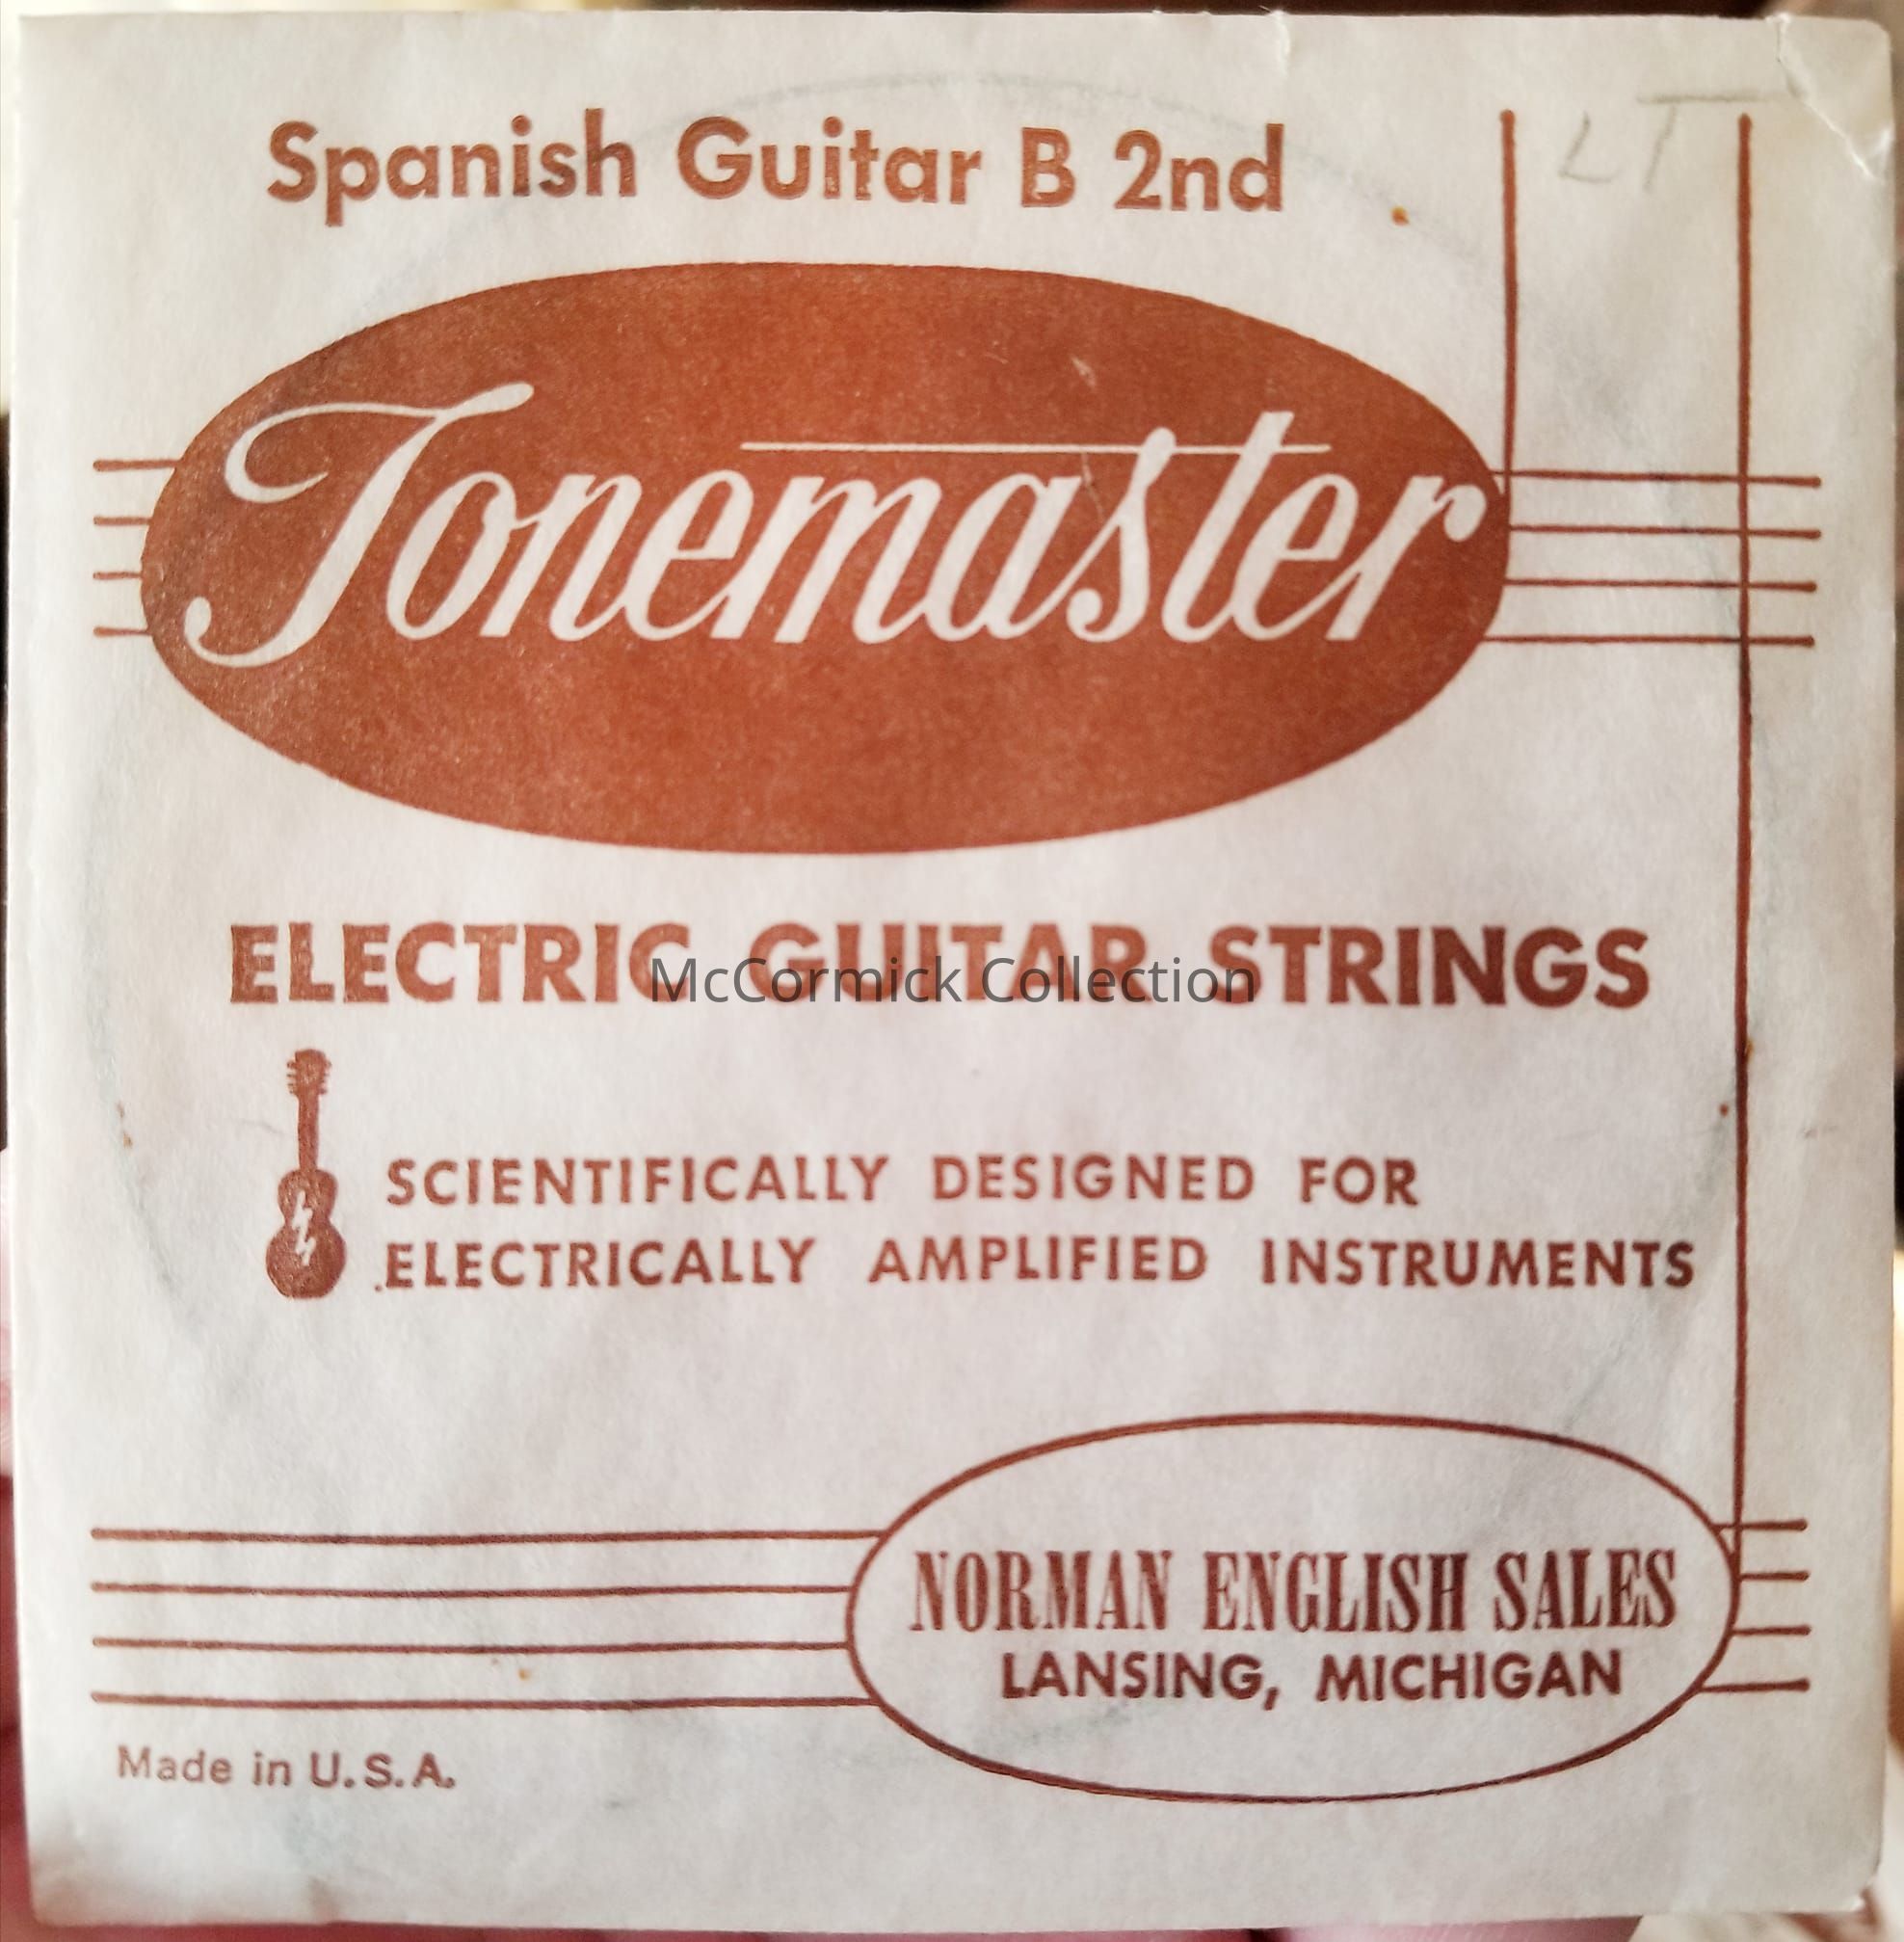 Spanish Guitar B 2nd
LT
Tonemaster
ELECTRIC GUITAR STRINGS
McCormick Collection
SCIENTIFICALLY DESIGNED FOR
ELECTRICALLY AMPLIFIED INSTRUMENTS
NORMAN ENGLISH SALES
LANSING, MICHIGAN
Made in U.S.A.